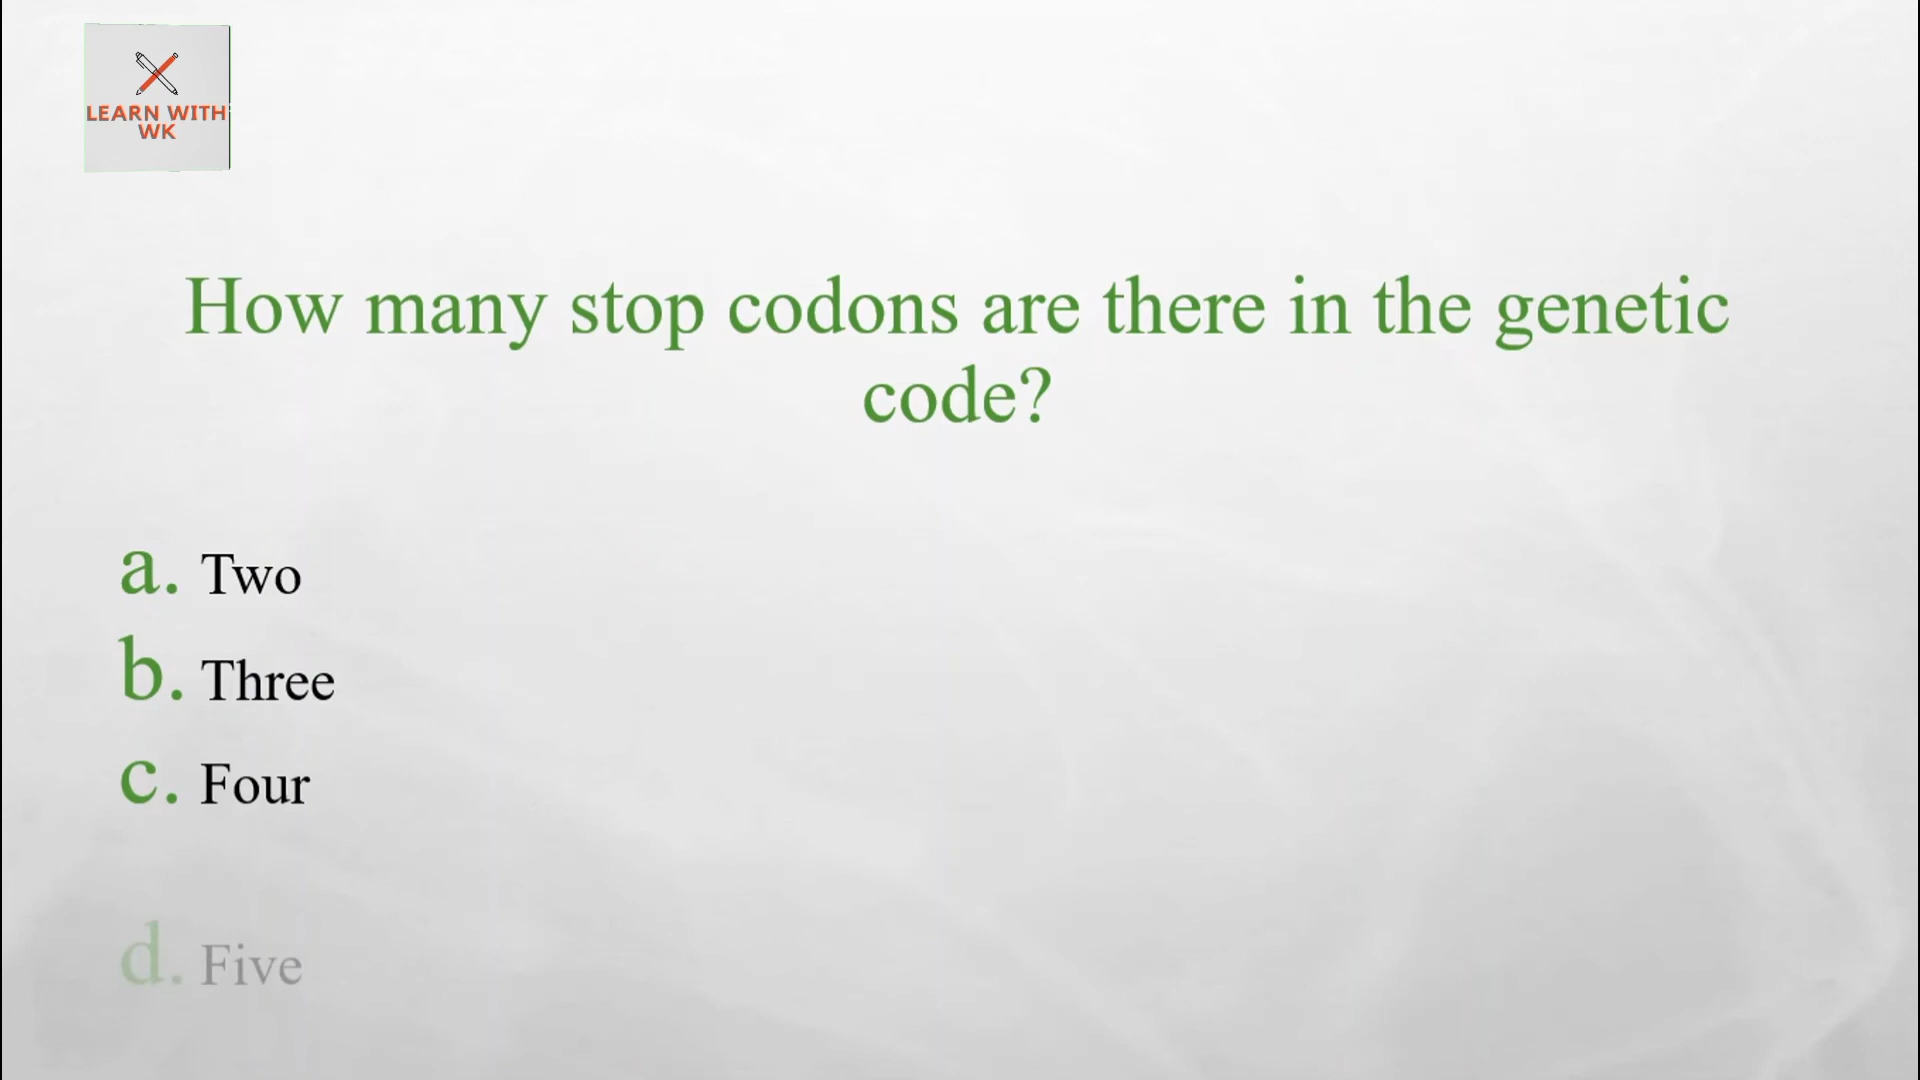 LEARN WITH
WK
How many stop codons are there in the genetic
code?
a. Two
b. Three
c. Four
d. Five